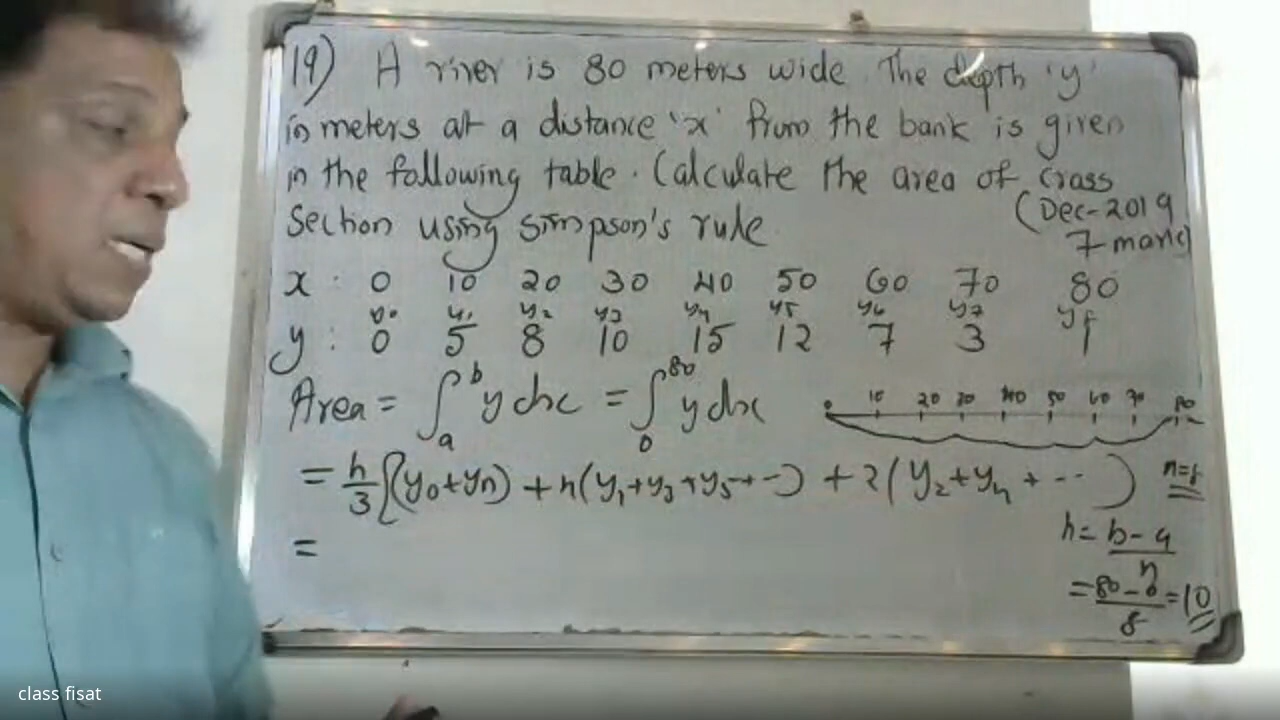 19) A river is 80 meters wide. The depth 'y'
in meters at a distance 'x' from the bank is given
in the following table. Calculate the area of cross
section using simpson's rule
(Dec-2019
7 mark)
x : 0 10 20 30 40 50 60 70 80
y₀ y₁ y₂ y₃ y₄ y₅ y₆ y₇ y₈
y : 0 5 8 10 15 12 7 3 1
Area = ∫ₐᵇ y dx = ∫₀⁸⁰ y dx
0 10 20 30 40 50 60 70 80
= h/3 [(y₀+yn) + 4(y₁+y₃+y₅+--) + 2(y₂+y₄+---) n=8
= h = b-a/n
= 80-0/8 = 10
class fisat